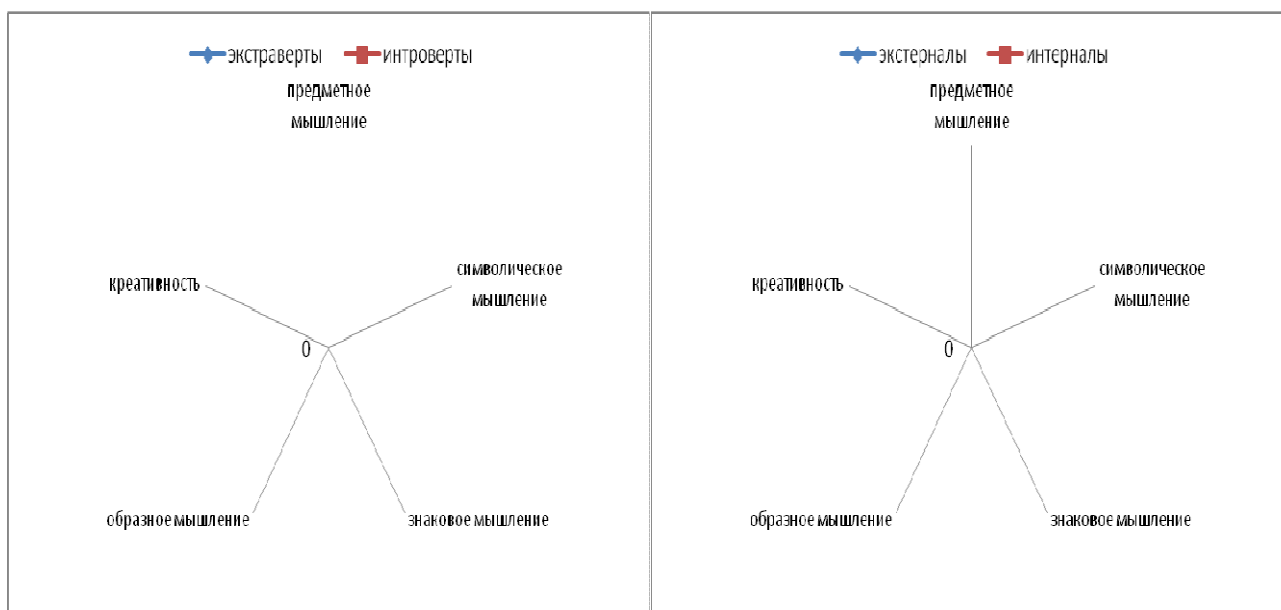 экстраверты интроверты
предметное
мышление
символическое
мышление
креативность
0
образное мышление
знаковое мышление
экстерналы интерналы
предметное
мышление
символическое
мышление
креативность
0
образное мышление
знаковое мышление